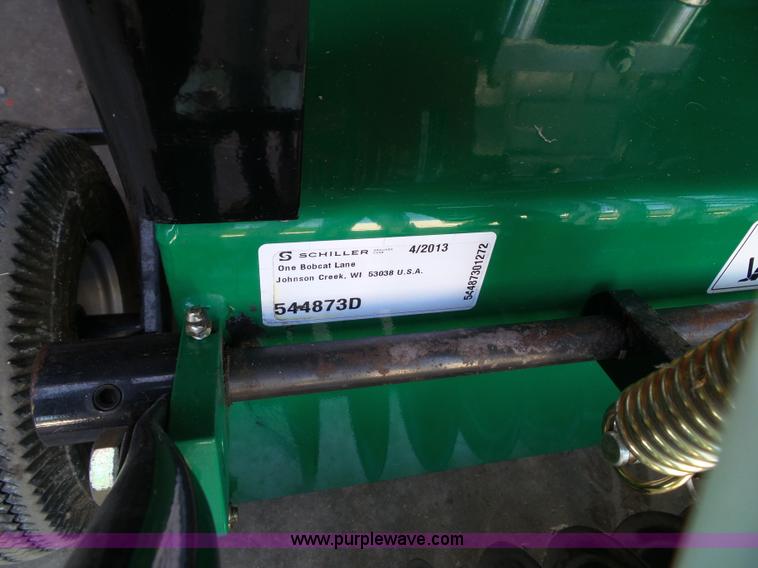 SCHILLER
4/2013
One Bobcat Lane
Johnson Creek, WI 53038 U.S.A.
544873D
54487301272
www.purplewave.com